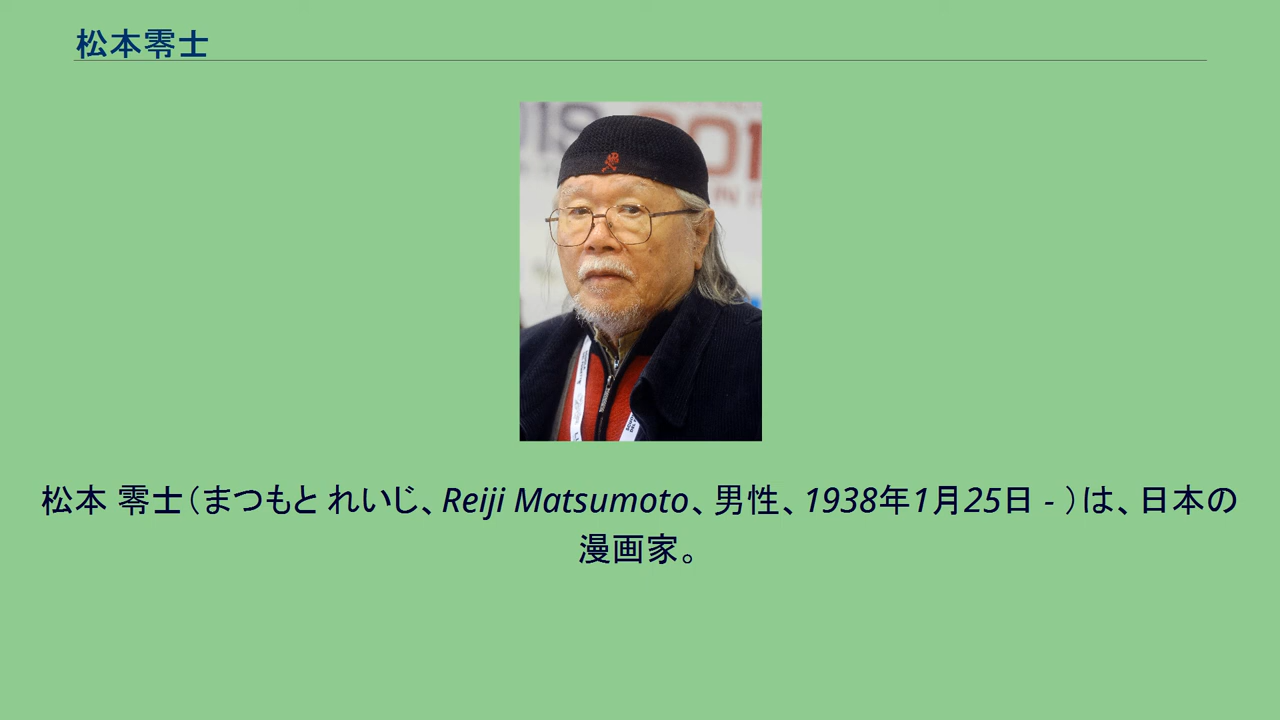 松本零士
松本 零士（まつもと れいじ、Reiji Matsumoto、男性、1938年1月25日 - ）は、日本の
漫画家。